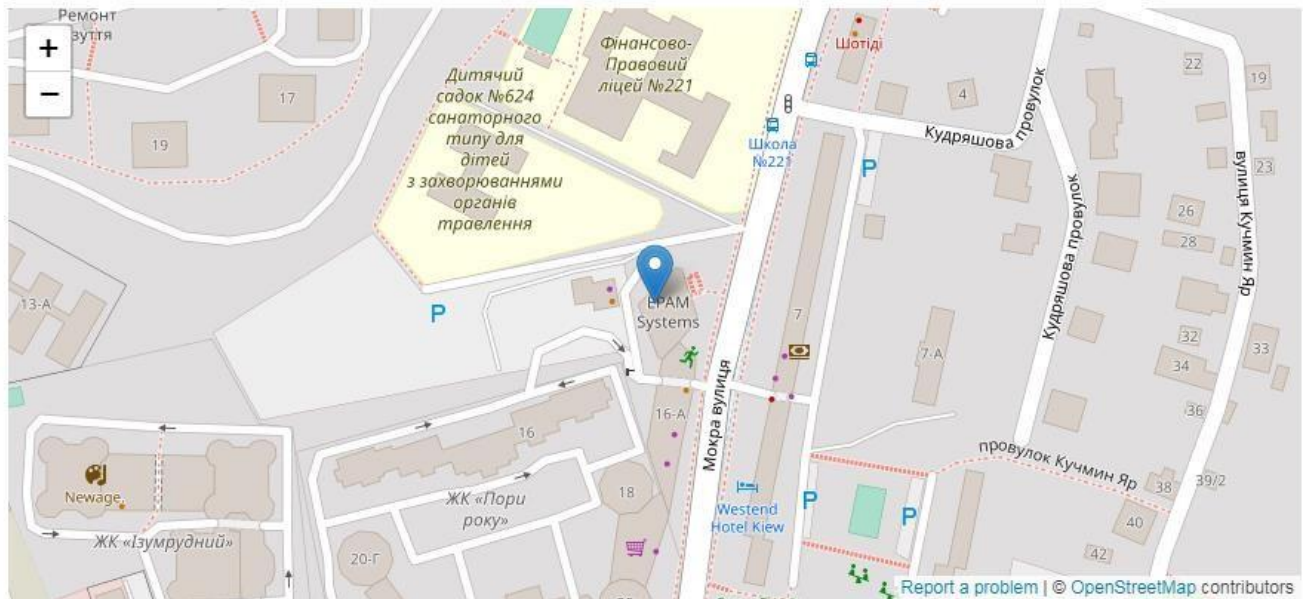 Ремонт
зуття
+
−
17
19
Дитячий
садок №624
санаторного
типу для
дітей
з захворюваннями
органів
травлення
Фінансово-
Правовий
ліцей №221
Школа
№221
Шотіді
4
22
19
Кудряшова провулок
23
вулиця Кучмин Яр
26
28
Кудряшова провулок
P
13-А
P
EPAM
Systems
7
7-А
32
34
33
36
Мокра вулиця
16-А
16
Newage,
ЖК «Пори
року»
18
Westend
Hotel Kiew
P
P
провулок Кучмин Яр
38
39/2
40
42
ЖК «Ізумрудний»
20-Г
Report a problem | © OpenStreetMap contributors